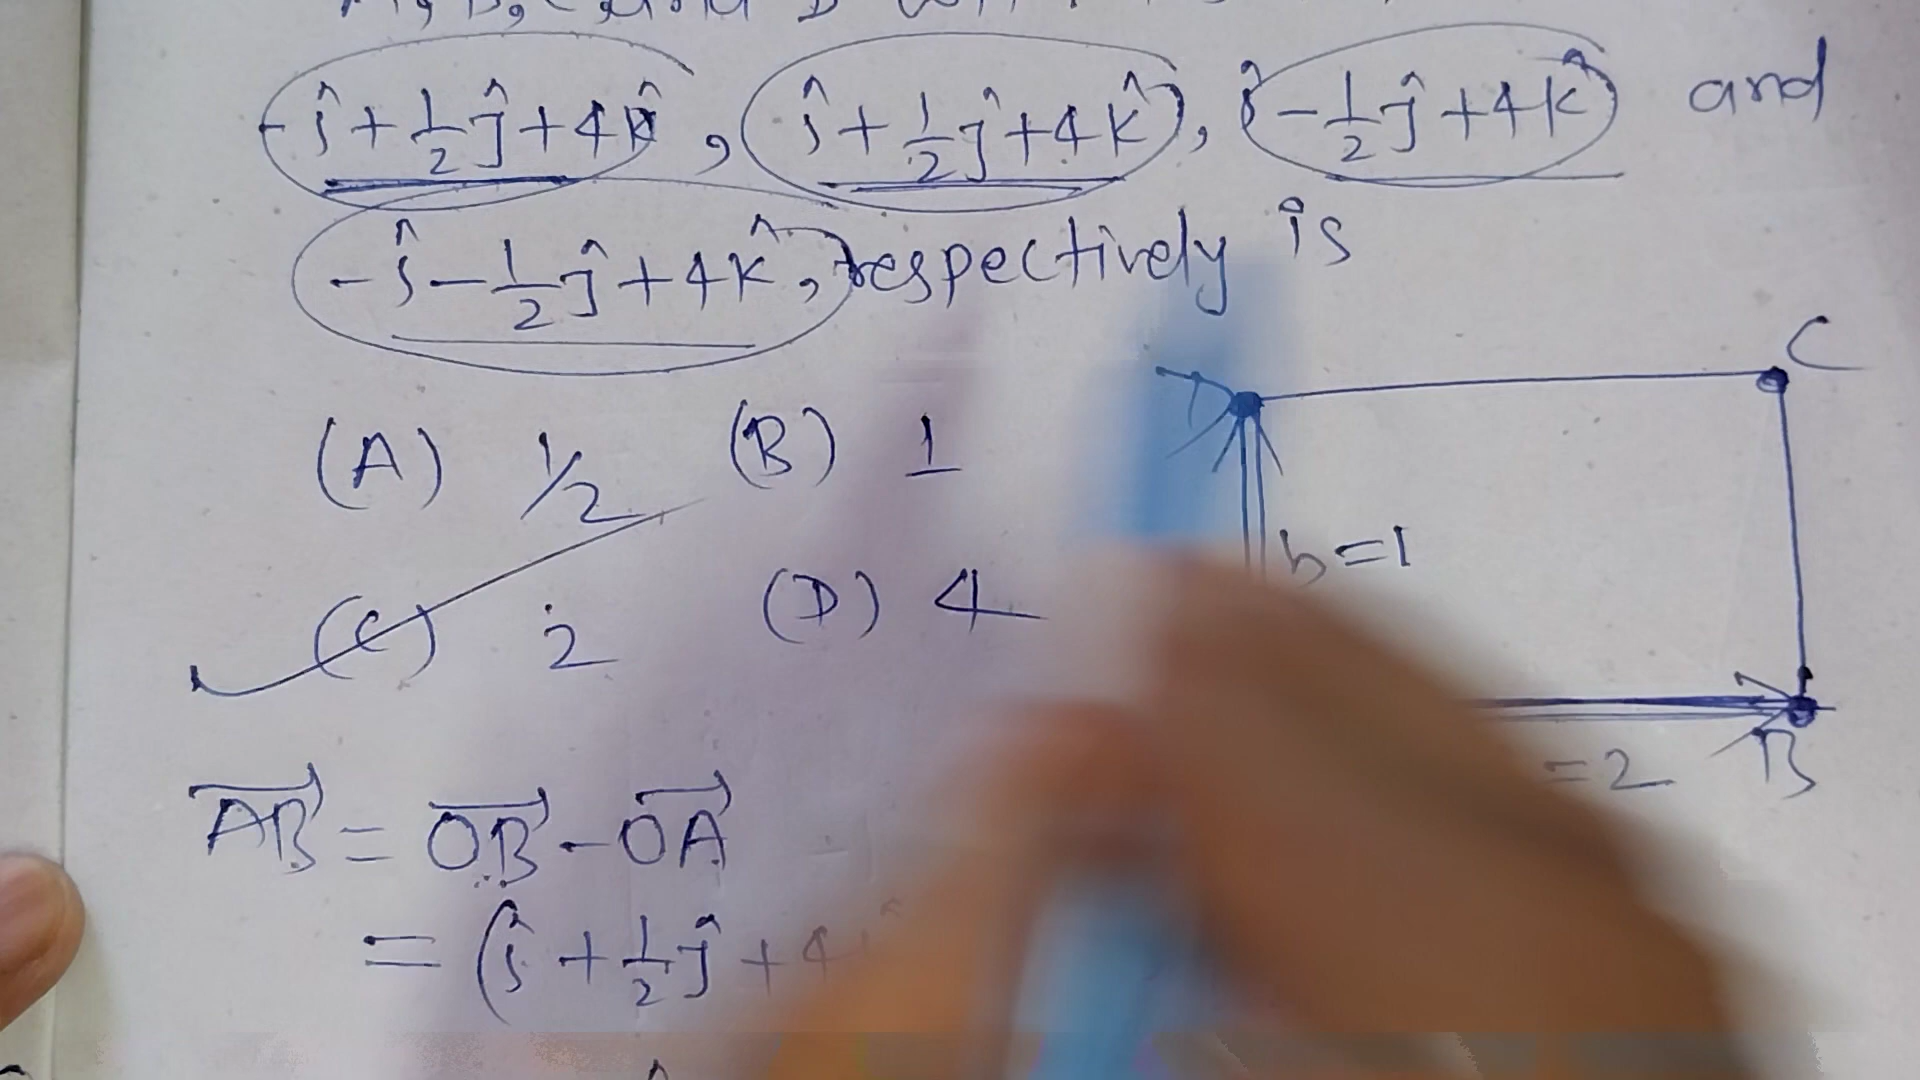 -î + 1/2 ĵ + 4k̂, î + 1/2 ĵ + 4k̂, î - 1/2 ĵ + 4k̂ and
-î - 1/2 ĵ + 4k̂, respectively is
C
D
(A) 1/2 (B) 1
b=1
(C) 2 (D) 4
=2 B
AB = OB - OA
= (î + 1/2 ĵ + 4